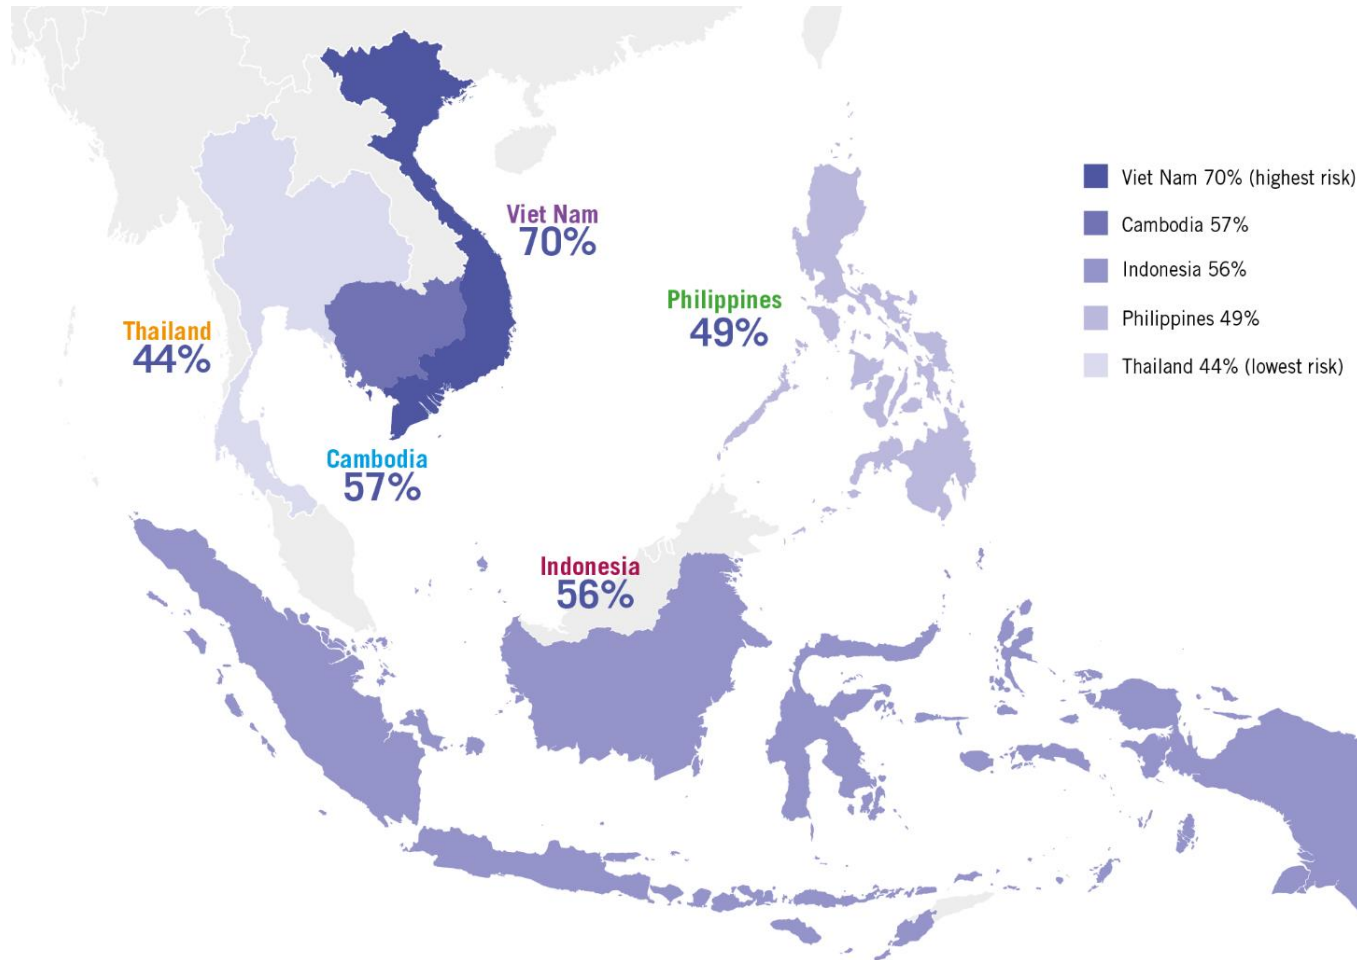 Viet Nam
70%
Philippines
49%
Thailand
44%
Cambodia
57%
Indonesia
56%
Viet Nam 70% (highest risk)
Cambodia 57%
Indonesia 56%
Philippines 49%
Thailand 44% (lowest risk)